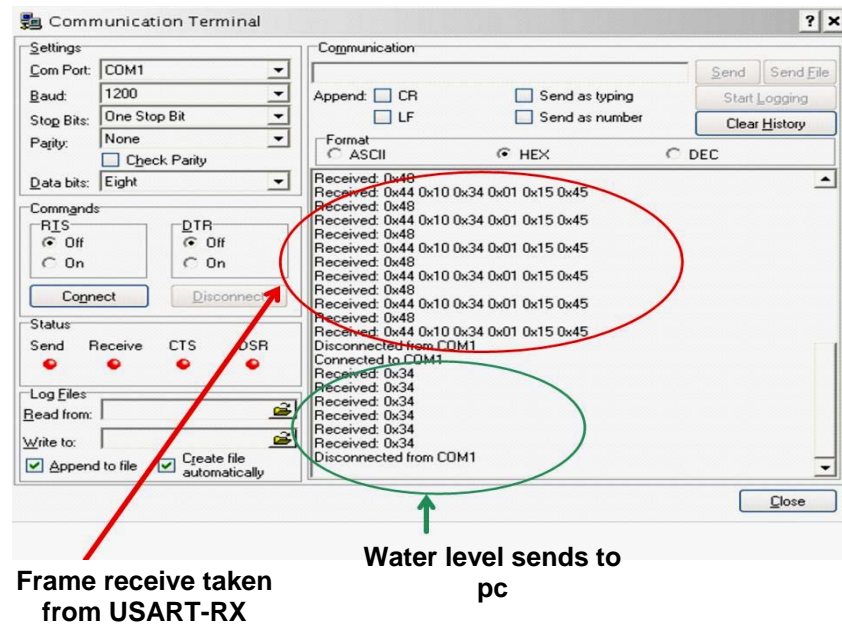 Communication Terminal
? x
Settings
Com Port: COM1
Baud: 1200
Stop Bits: One Stop Bit
Parity: None
Check Parity
Data bits: Eight
Commands
RTS
Off
On
DTR
Off
On
Connect
Disconnect
Status
Send Receive CTS DSR
Log Files
Read from:
Write to:
Append to file
Create file
automatically
Communication
Send Send File
Append: CR Send as typing
LF Send as number
Start Logging
Clear History
Format
ASCII HEX DEC
Received: 0x48
Received: 0x44 0x10 0x34 0x01 0x15 0x45
Received: 0x48
Received: 0x44 0x10 0x34 0x01 0x15 0x45
Received: 0x48
Received: 0x44 0x10 0x34 0x01 0x15 0x45
Received: 0x48
Received: 0x44 0x10 0x34 0x01 0x15 0x45
Received: 0x48
Received: 0x44 0x10 0x34 0x01 0x15 0x45
Received: 0x48
Received: 0x44 0x10 0x34 0x01 0x15 0x45
Disconnected from COM1
Connected to COM1
Received: 0x34
Received: 0x34
Received: 0x34
Received: 0x34
Received: 0x34
Received: 0x34
Disconnected from COM1
Close
Water level sends to
pc
Frame receive taken
from USART-RX